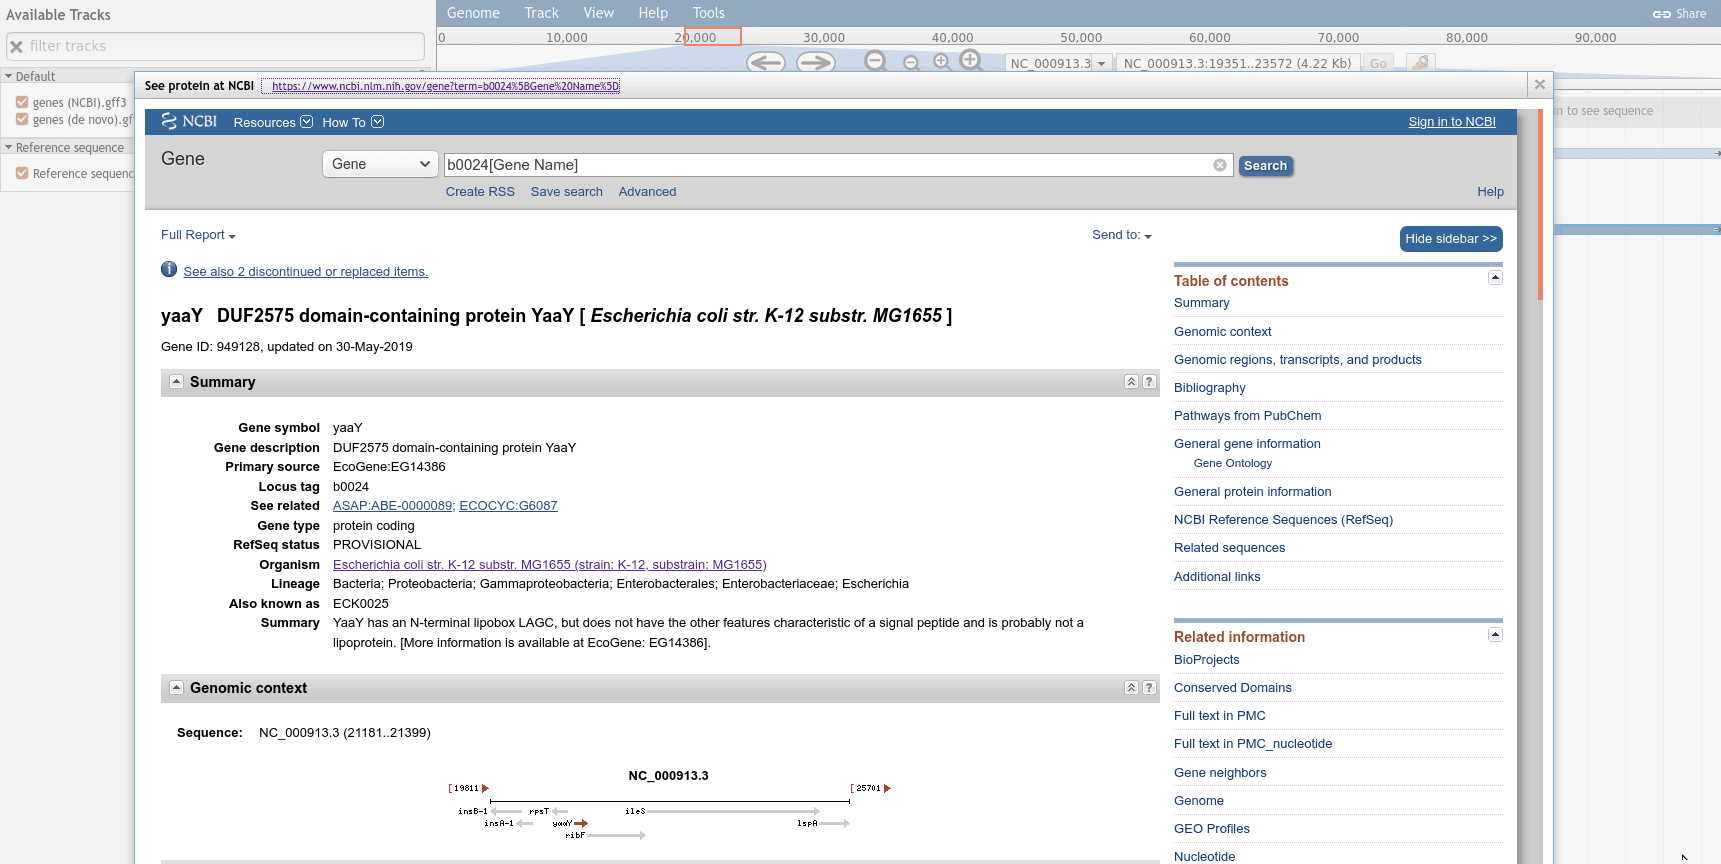 Available Tracks
Genome Track View Help Tools
Share
filter tracks
0 10,000 20,000 30,000 40,000 50,000 60,000 70,000 80,000 90,000
NC_000913.3
NC_000913.3:19351..23572 (4.22 Kb)
Go
Default
genes (NCBI).gff3
genes (de novo).gf
Reference sequence
Reference sequenc
in to see sequence
See protein at NCBI https://www.ncbi.nlm.nih.gov/gene?term=b0024%5BGene%20Name%5D
NCBI Resources How To
Sign in to NCBI
Gene
Gene
b0024[Gene Name]
Search
Create RSS Save search Advanced
Help
Full Report
Send to:
Hide sidebar >>
See also 2 discontinued or replaced items.
yaaY DUF2575 domain-containing protein YaaY [ Escherichia coli str. K-12 substr. MG1655 ]
Gene ID: 949128, updated on 30-May-2019
Summary
?
Gene symbol yaaY
Gene description DUF2575 domain-containing protein YaaY
Primary source EcoGene:EG14386
Locus tag b0024
See related ASAP:ABE-0000089; ECOCYC:G6087
Gene type protein coding
RefSeq status PROVISIONAL
Organism Escherichia coli str. K-12 substr. MG1655 (strain: K-12, substrain: MG1655)
Lineage Bacteria; Proteobacteria; Gammaproteobacteria; Enterobacterales; Enterobacteriaceae; Escherichia
Also known as ECK0025
Summary YaaY has an N-terminal lipobox LAGC, but does not have the other features characteristic of a signal peptide and is probably not a
lipoprotein. [More information is available at EcoGene: EG14386].
Genomic context
?
Sequence: NC_000913.3 (21181..21399)
NC_000913.3
[ 19811
[ 25701
insB-1 rpsT ileS
insA-1 yaaY lspA
ribF
Table of contents
Summary
Genomic context
Genomic regions, transcripts, and products
Bibliography
Pathways from PubChem
General gene information
Gene Ontology
General protein information
NCBI Reference Sequences (RefSeq)
Related sequences
Additional links
Related information
BioProjects
Conserved Domains
Full text in PMC
Full text in PMC_nucleotide
Gene neighbors
Genome
GEO Profiles
Nucleotide